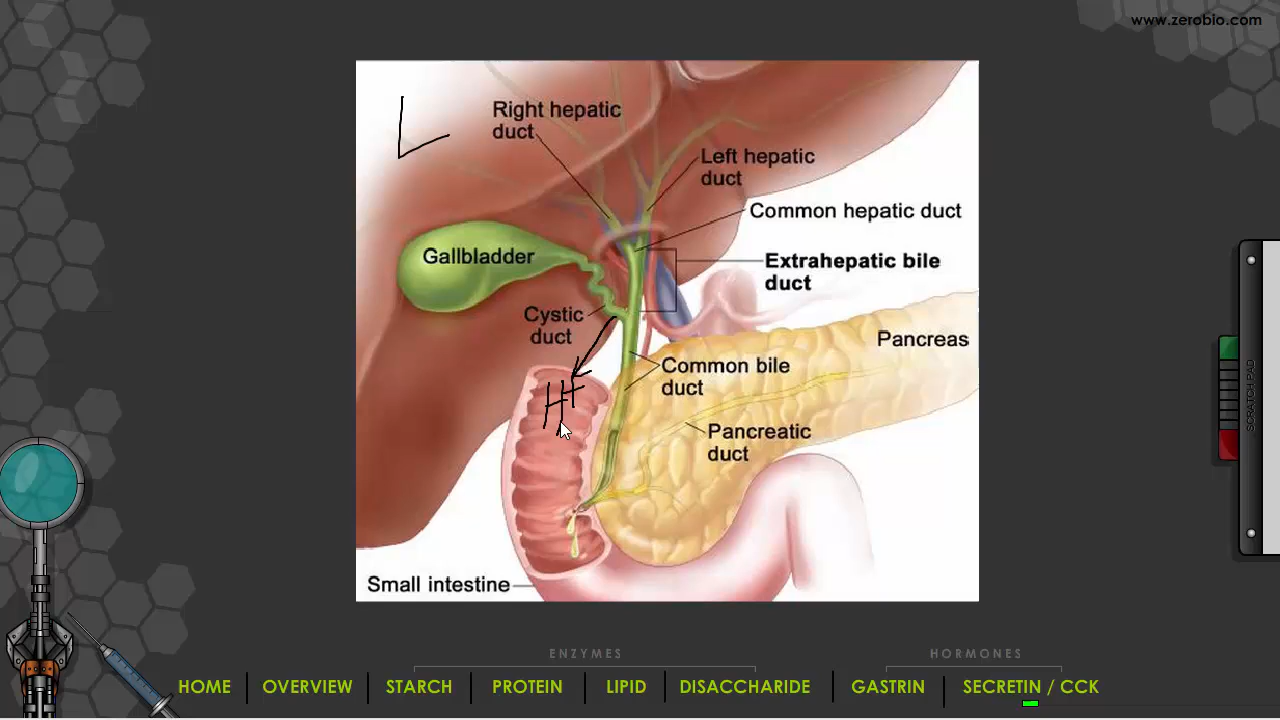 www.zerobio.com
L
Right hepatic
duct
Left hepatic
duct
Common hepatic duct
Gallbladder
Extrahepatic bile
duct
Cystic
duct
Pancreas
Common bile
duct
Pancreatic
duct
Small intestine
SCRATCH PAD
ENZYMES
HORMONES
HOME
OVERVIEW
STARCH
PROTEIN
LIPID
DISACCHARIDE
GASTRIN
SECRETIN / CCK